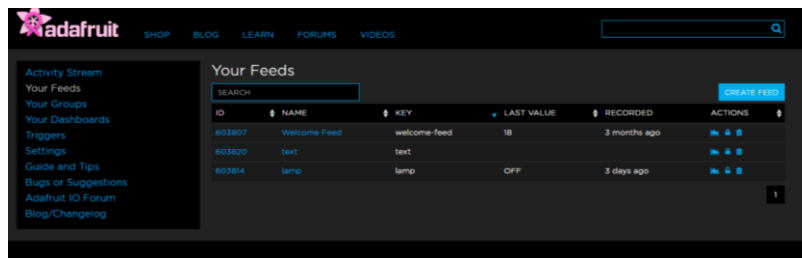 adafruit SHOP BLOG LEARN FORUMS VIDEOS
Activity Stream
Your Feeds
Your Groups
Your Dashboards
Triggers
Settings
Guide and Tips
Bugs or Suggestions
Adafruit IO Forum
Blog/Changelog
Your Feeds
SEARCH
CREATE FEED
ID NAME KEY LAST VALUE RECORDED ACTIONS
603807 Welcome Feed welcome-feed 18 3 months ago
603820 text text
603814 lamp lamp OFF 3 days ago
1